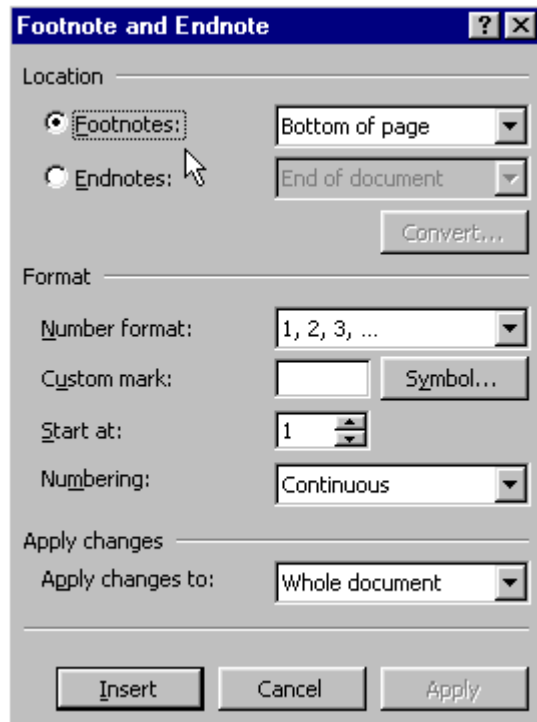 Footnote and Endnote ?
Location
Footnotes: Bottom of page
Endnotes: End of document
Convert...
Format
Number format: 1, 2, 3, ...
Custom mark: Symbol...
Start at: 1
Numbering: Continuous
Apply changes
Apply changes to: Whole document
Insert Cancel Apply